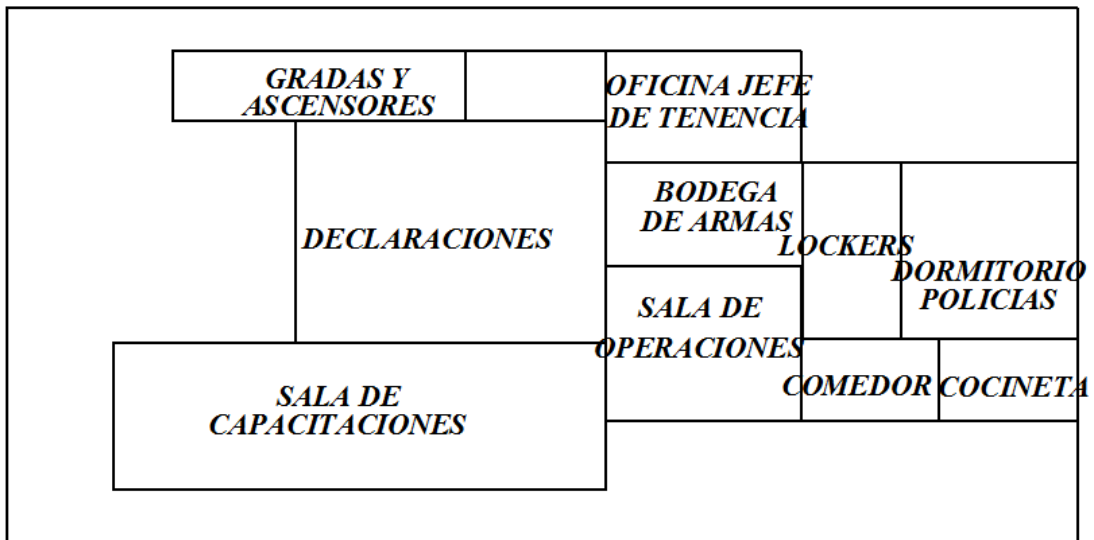 GRADAS Y
ASCENSORES
OFICINA JEFE
DE TENENCIA
BODEGA
DE ARMAS
DECLARACIONES
LOCKERS
DORMITORIO
POLICIAS
SALA DE
OPERACIONES
SALA DE
CAPACITACIONES
COMEDOR
COCINETA